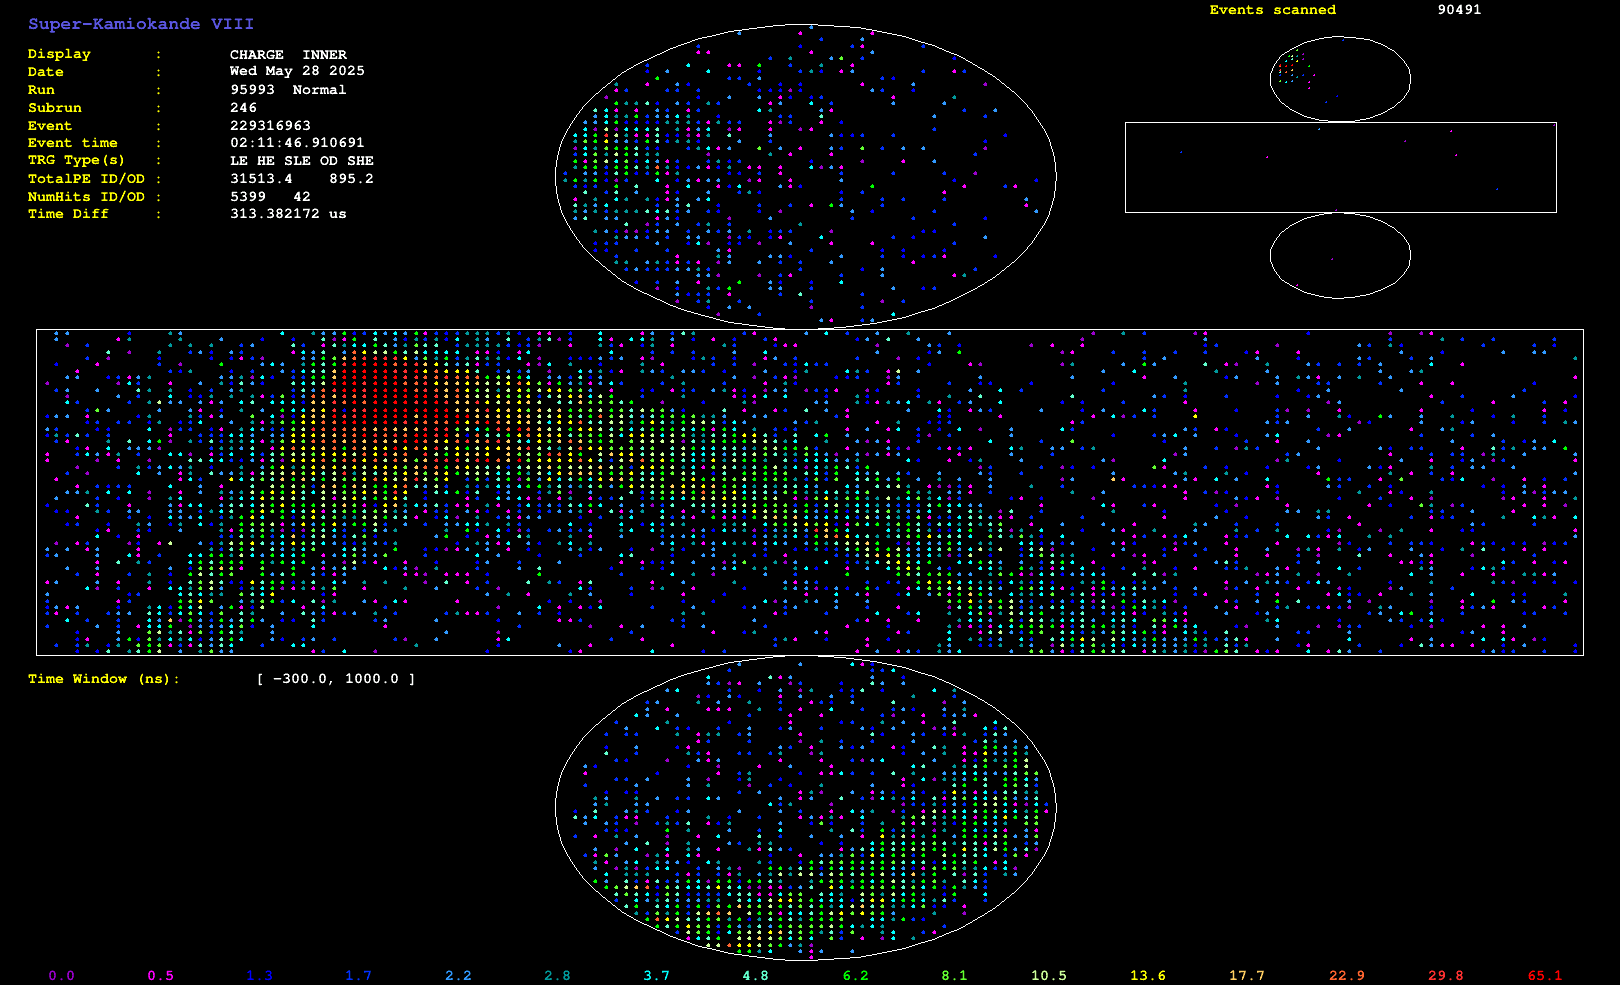 Super-Kamiokande VIII
Events scanned 90491
Display : CHARGE INNER
Date : Wed May 28 2025
Run : 95993 Normal
Subrun : 246
Event : 229316963
Event time : 02:11:46.910691
TRG Type(s) : LE HE SLE OD SHE
TotalPE ID/OD : 31513.4 895.2
NumHits ID/OD : 5399 42
Time Diff : 313.382172 us
Time Window (ns): [ -300.0, 1000.0 ]
0.0 0.5 1.3 1.7 2.2 2.8 3.7 4.8 6.2 8.1 10.5 13.6 17.7 22.9 29.8 65.1